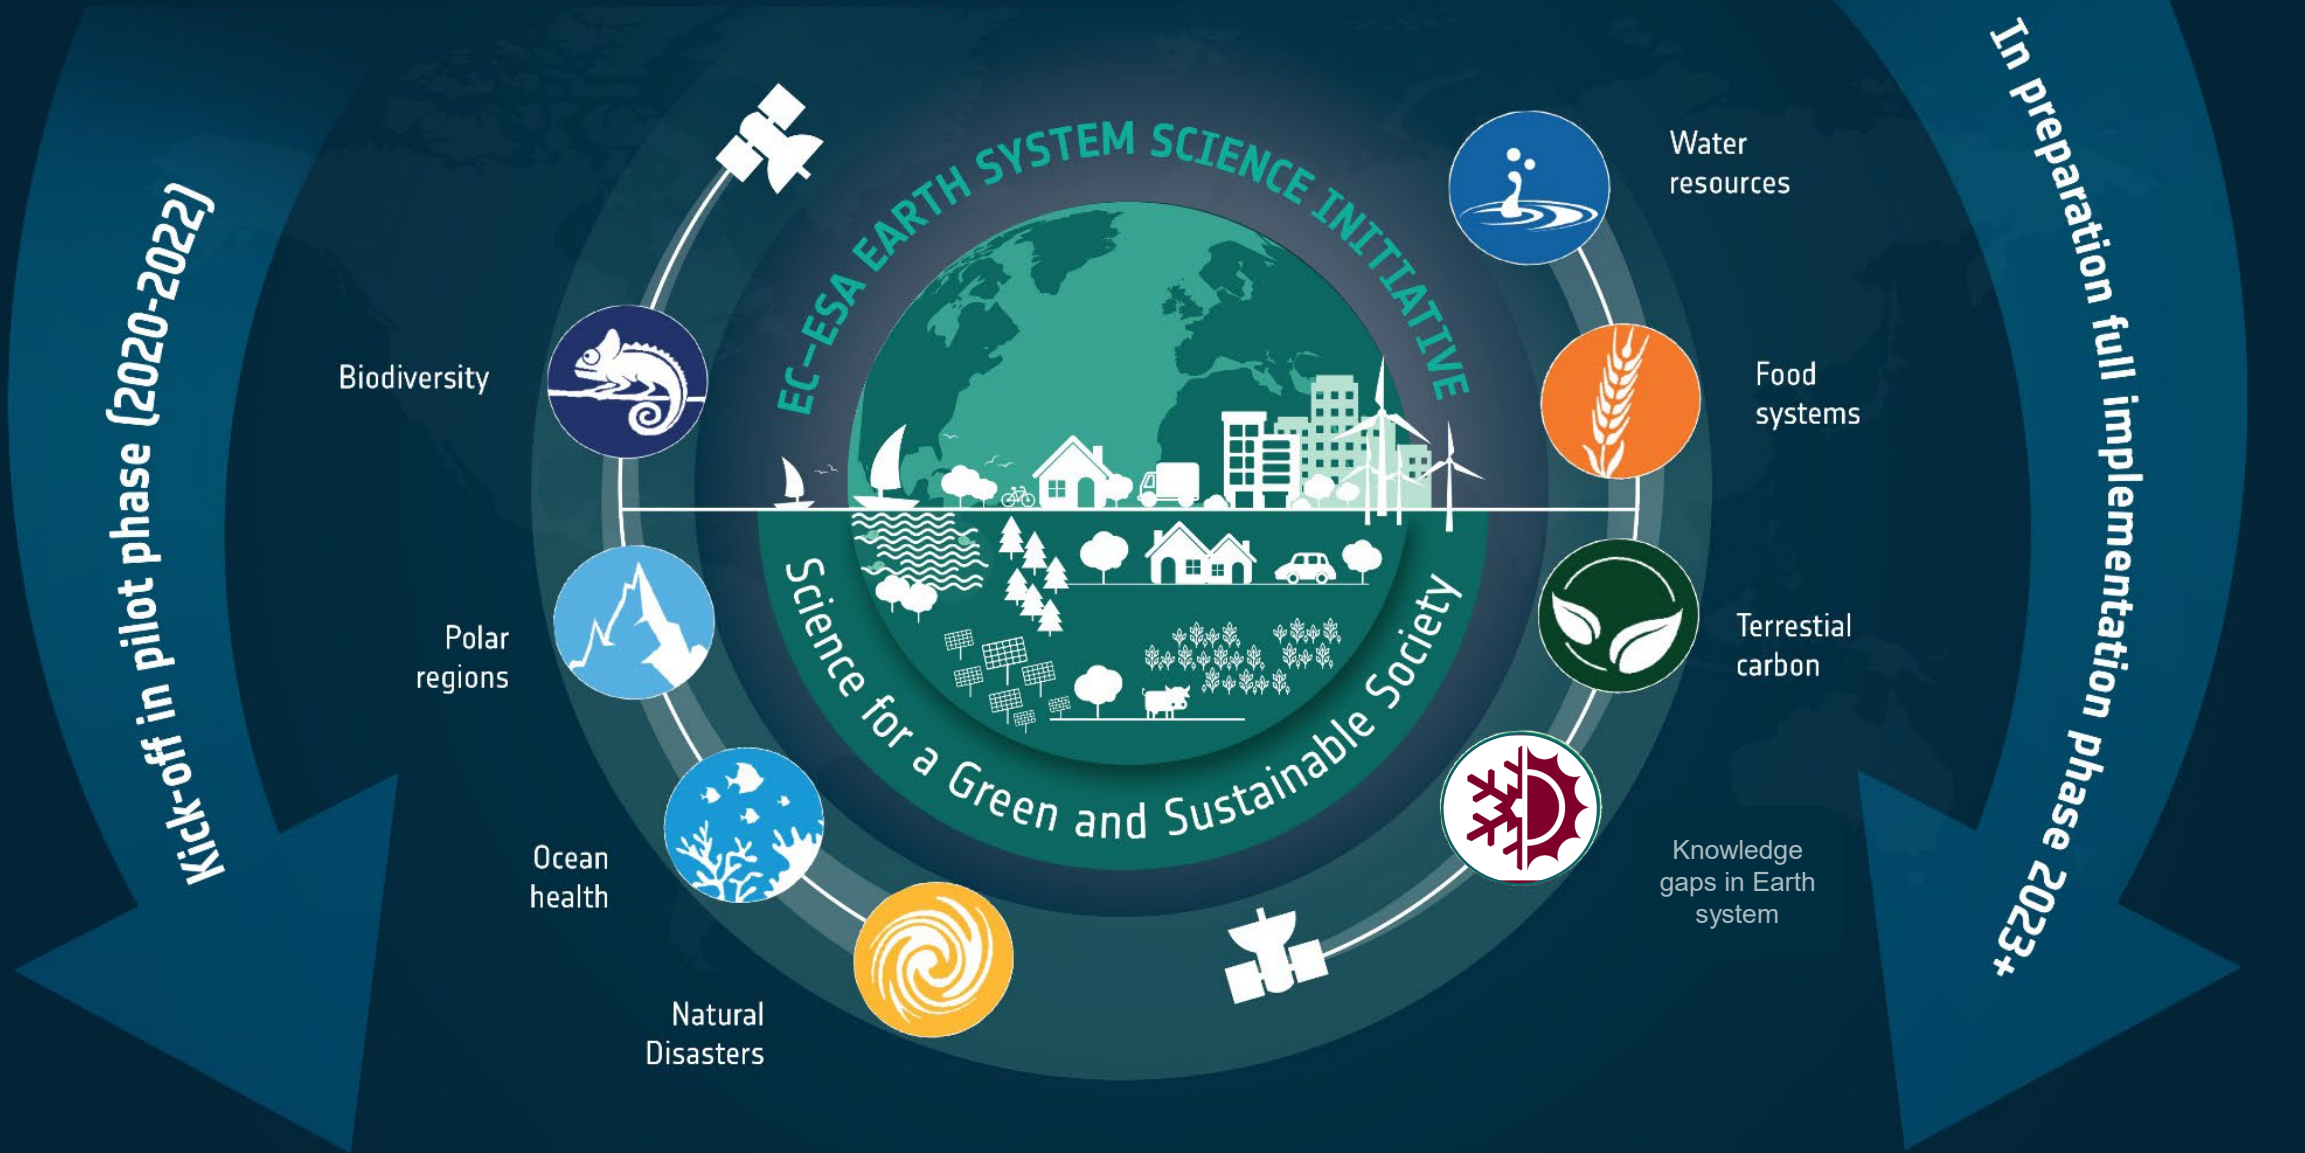 Kick-off in pilot phase (2020-2022)
Biodiversity
Polar
regions
Ocean
health
Natural
Disasters
EC-ESA EARTH SYSTEM SCIENCE INITIATIVE
Science for a Green and Sustainable Society
Water
resources
Food
systems
Terrestial
carbon
Knowledge
gaps in Earth
system
In preparation full implementation phase 2023+